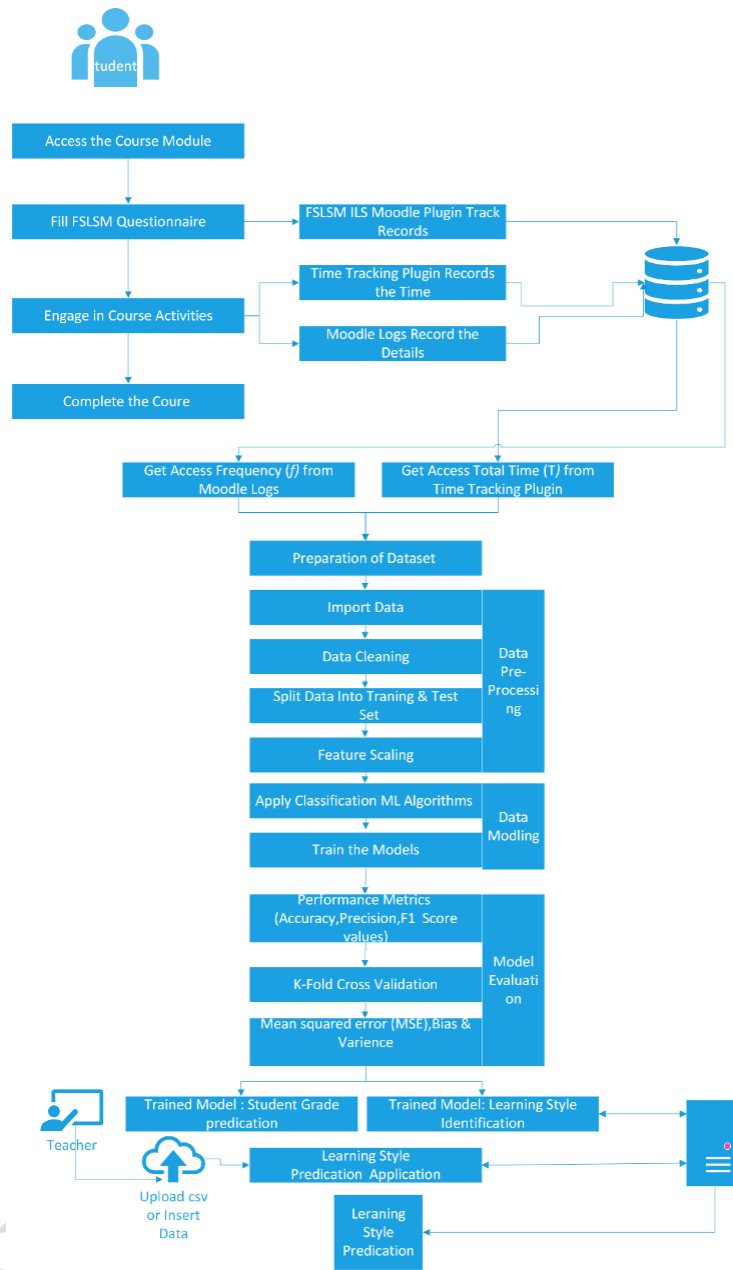 tudent
Access the Course Module
Fill FSLSM Questionnaire
FSLSM ILS Moodle Plugin Track
Records
Time Tracking Plugin Records
the Time
Engage in Course Activities
Moodle Logs Record the
Details
Complete the Coure
Get Access Frequency (f) from
Moodle Logs
Get Access Total Time (T) from
Time Tracking Plugin
Preparation of Dataset
Import Data
Data Cleaning
Split Data Into Traning & Test
Set
Feature Scaling
Data
Pre-
Processi
ng
Apply Classification ML Algorithms
Train the Models
Data
Modling
Performance Metrics
(Accuracy,Precision,F1 Score
values)
K-Fold Cross Validation
Mean squared error (MSE),Bias &
Varience
Model
Evaluati
on
Trained Model : Student Grade
predication
Trained Model: Learning Style
Identification
Teacher
Upload csv
or Insert
Data
Learning Style
Predication Application
Leraning
Style
Predication